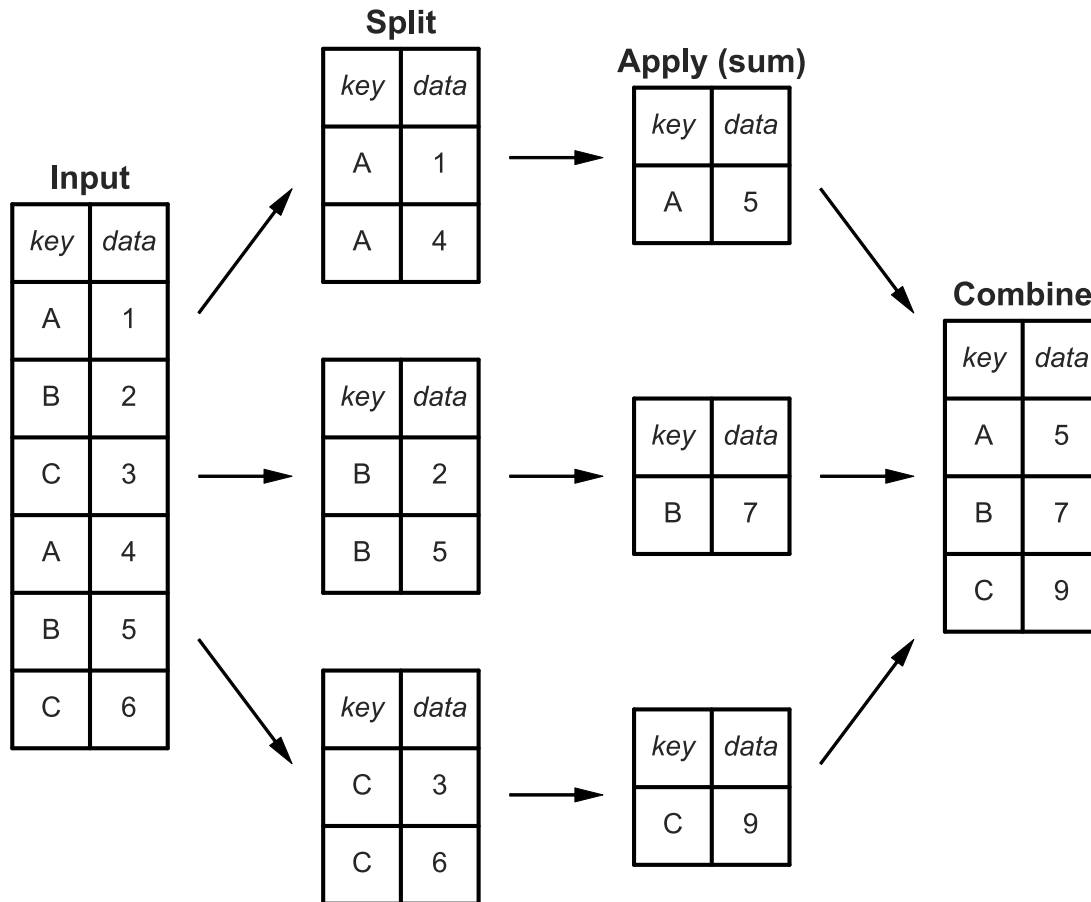 Input
key data
A 1
B 2
C 3
A 4
B 5
C 6
Split
key data
A 1
A 4
key data
B 2
B 5
key data
C 3
C 6
Apply (sum)
key data
A 5
key data
B 7
key data
C 9
Combine
key data
A 5
B 7
C 9